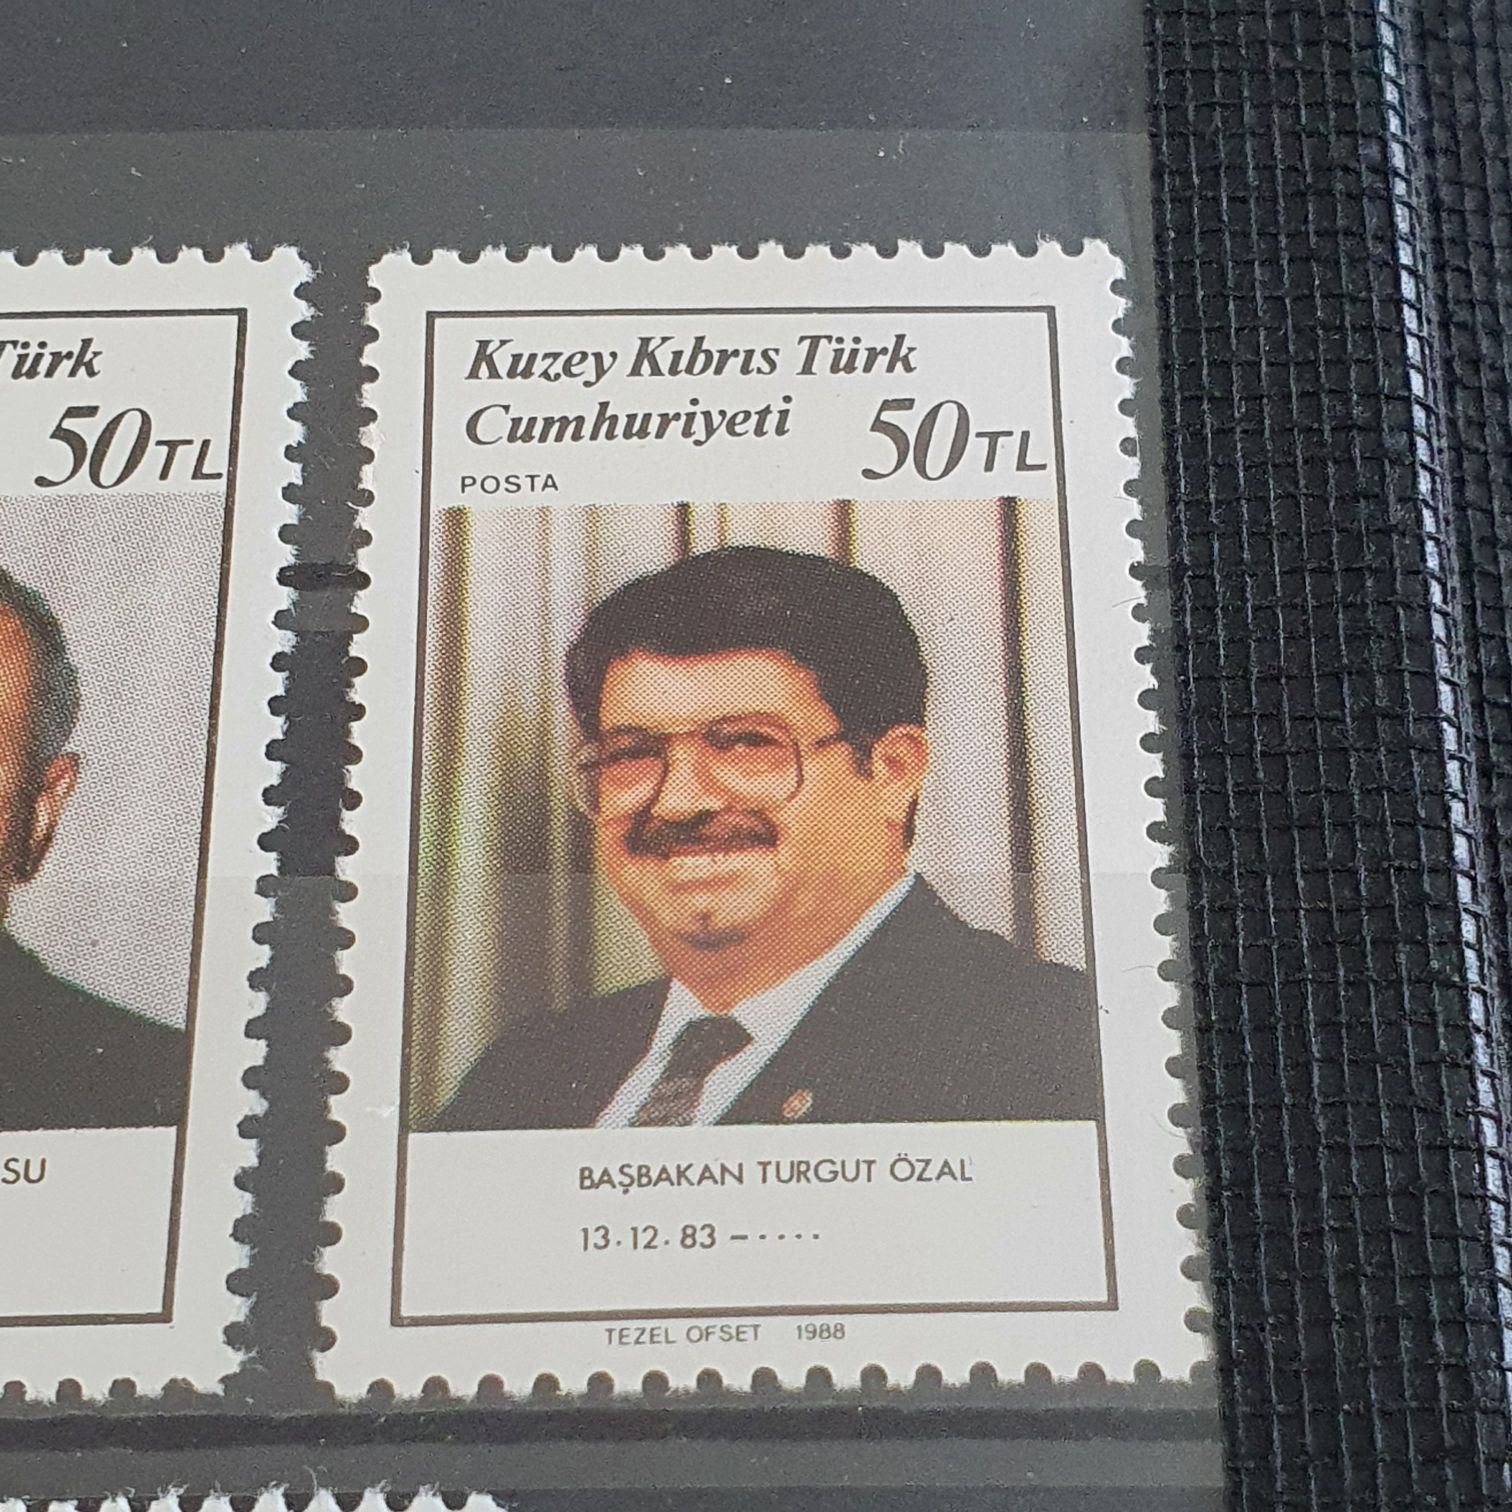 Türk
50TL
SU
Kuzey Kıbrıs Türk
Cumhuriyeti 50TL
POSTA
BAŞBAKAN TURGUT ÖZAL
13.12.83 –.....
TEZEL OFSET 1988